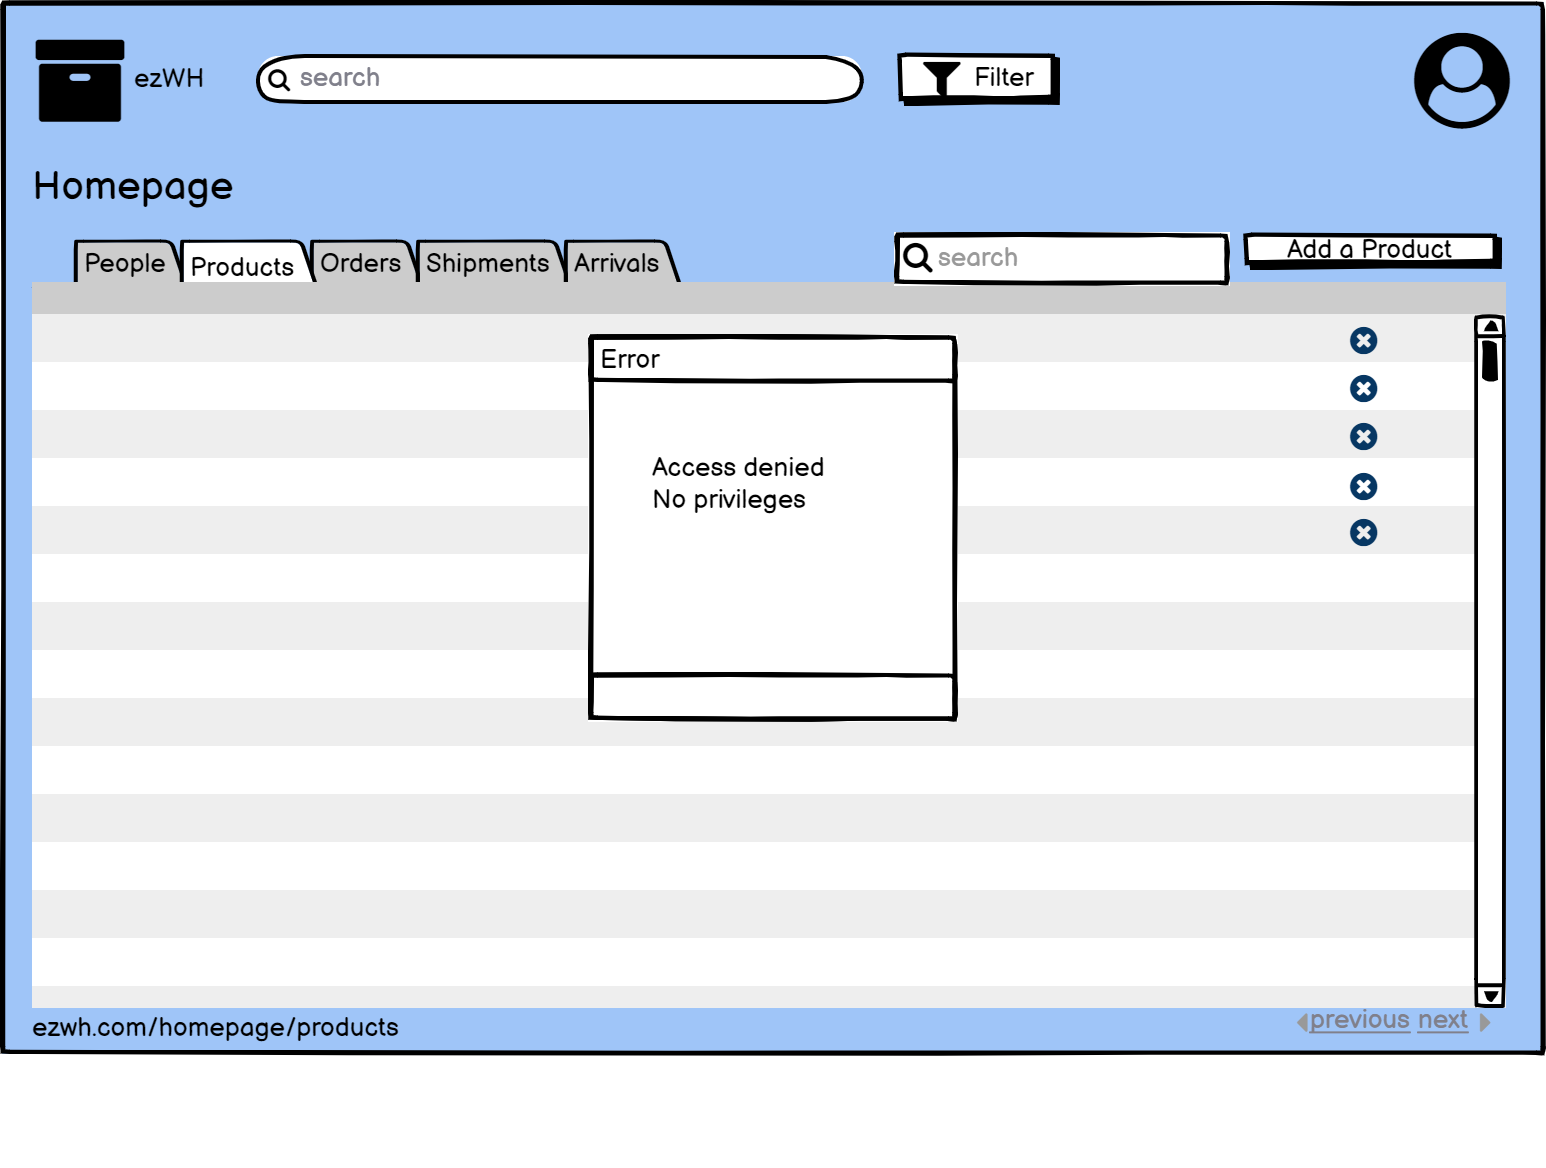 ezWH
search
Filter
Homepage
People Products Orders Shipments Arrivals
search
Add a Product
Error
Access denied
No privileges
ezwh.com/homepage/products
previous next